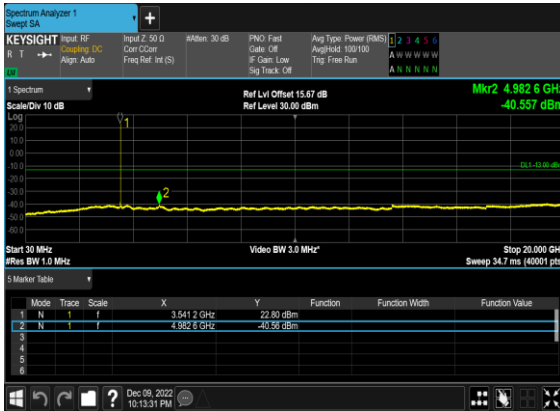 Spectrum Analyzer 1
Swept SA
+
KEYSIGHT Input: RF Input Z: 50 Ω #Atten: 30 dB PNO: Fast Avg Type: Power (RMS) 1 2 3 4 5 6
R T Coupling: DC Corr CCorr Gate: Off Avg|Hold: 100/100 A W W W W W
Align: Auto Freq Ref: Int (S) IF Gain: Low Trig: Free Run
Sig Track: Off A N N N N N
1 Spectrum Ref Lvl Offset 15.67 dB Mkr2 4.982 6 GHz
Scale/Div 10 dB Ref Level 30.00 dBm -40.557 dBm
Log
1
20.0
10.0
0.00
-10.0
DL1 -13.00 dBm
-20.0
-30.0
2
-40.0
-50.0
-60.0
Start 30 MHz Video BW 3.0 MHz* Stop 20.000 GHz
#Res BW 1.0 MHz Sweep 34.7 ms (40001 pts)
5 Marker Table
Mode Trace Scale X Y Function Function Width Function Value
1 N 1 f 3.541 2 GHz 22.80 dBm
2 N 1 f 4.982 6 GHz -40.56 dBm
3
4
5
6
? Dec 09, 2022
10:13:31 PM